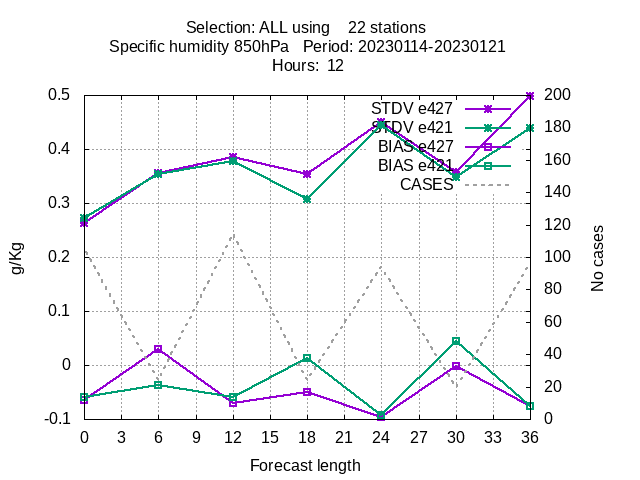 Selection: ALL using 22 stations
Specific humidity 850hPa Period: 20230114-20230121
Hours: 12
STDV e427
STDV e421
BIAS e427
BIAS e421
CASES
0.5
0.4
0.3
0.2
0.1
0
-0.1
g/Kg
200
180
160
140
120
100
80
60
40
20
0
No cases
0 3 6 9 12 15 18 21 24 27 30 33 36
Forecast length